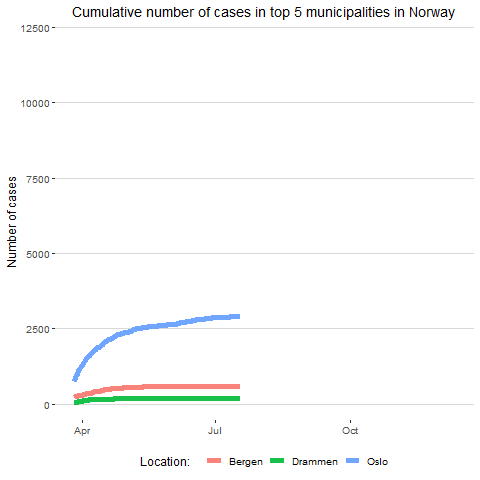 Cumulative number of cases in top 5 municipalities in Norway
12500
10000
7500
5000
2500
0
Number of cases
Apr Jul Oct
Location: Bergen Drammen Oslo